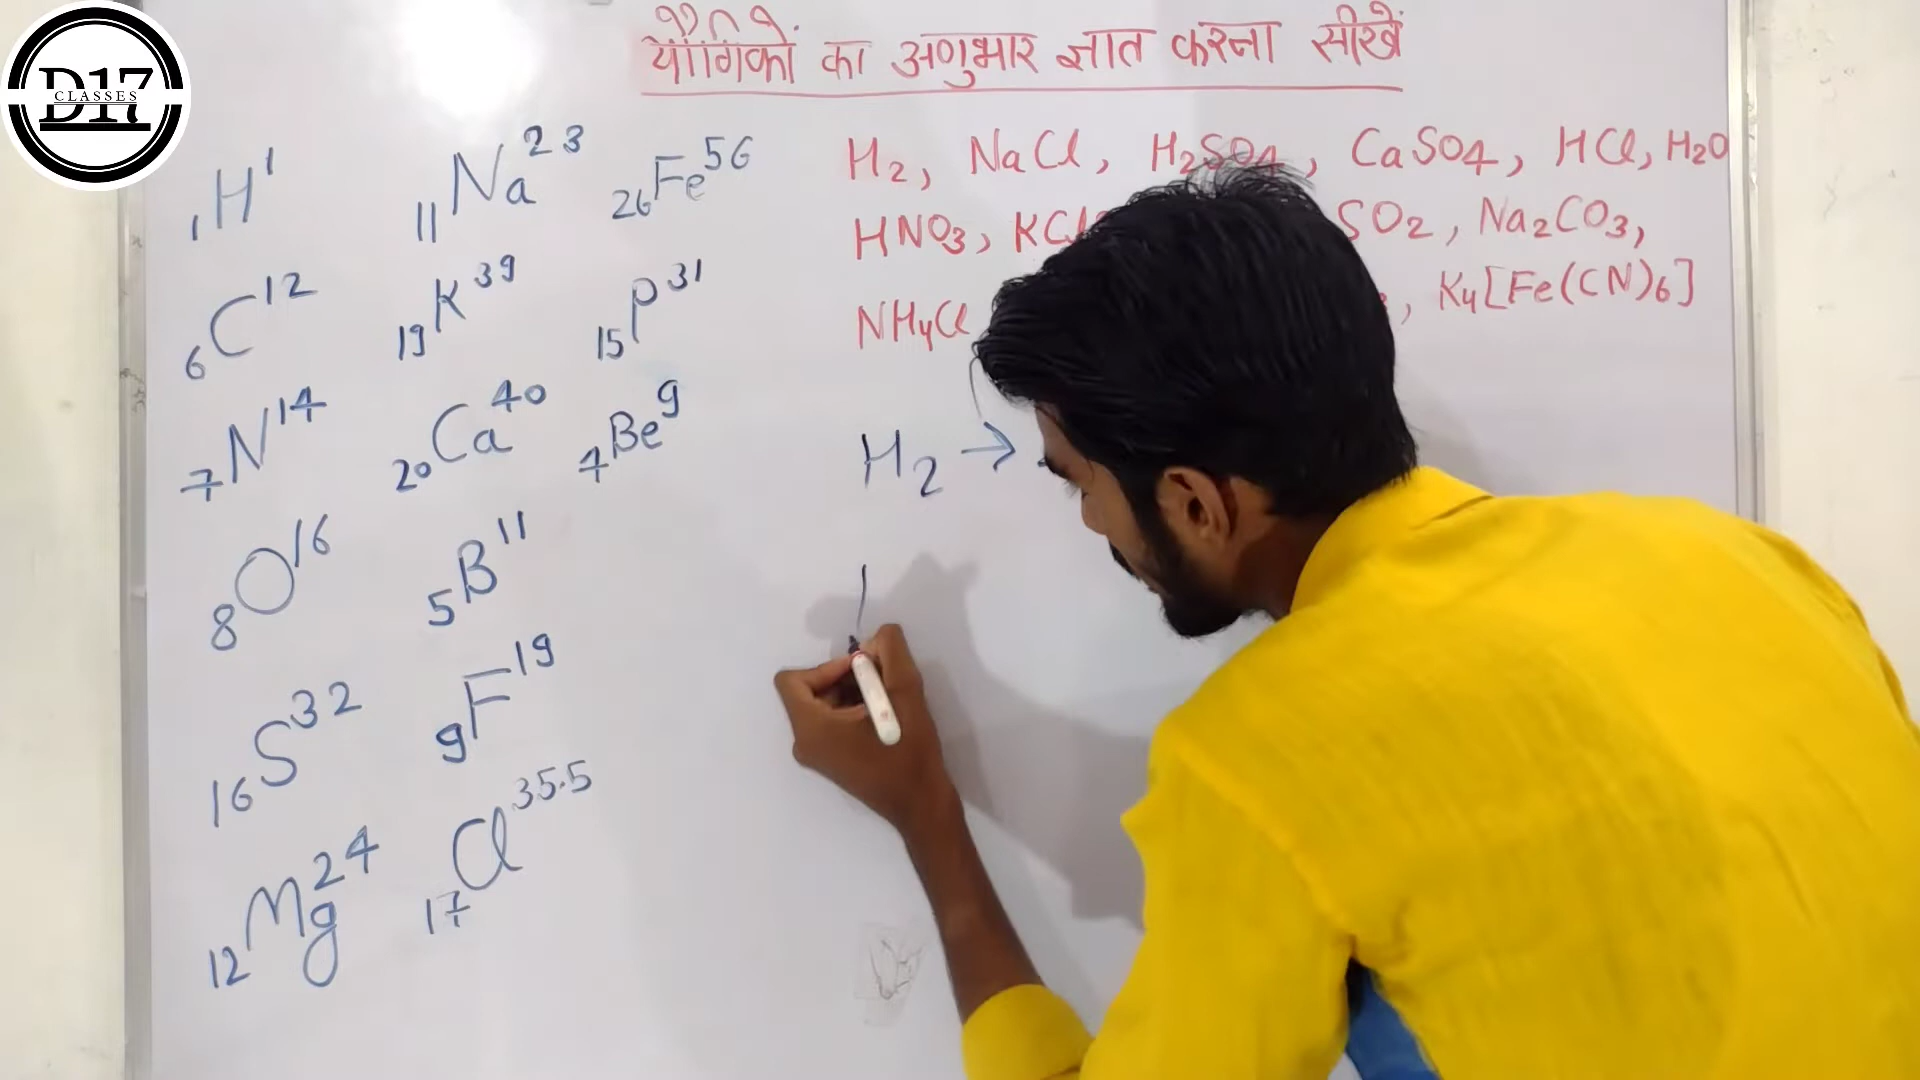 D17
CLASSES
यौगिकों का अणुभार ज्ञात करना सीखें
₁H¹ ₁₁Na²³ ₂₆Fe⁵⁶
₆C¹² ₁₉K³⁹ ₁₅P³¹
₇N¹⁴ ₂₀Ca⁴⁰ ₄Be⁹
₈O¹⁶ ₅B¹¹
₁₆S³² ₉F¹⁹
₁₂Mg²⁴ ₁₇Cl³⁵·⁵
H₂, NaCl, H₂SO₄, CaSO₄, HCl, H₂O
HNO₃, SO₂, Na₂CO₃,
NH₄Cl , K₄[Fe(CN)₆]
H₂ →